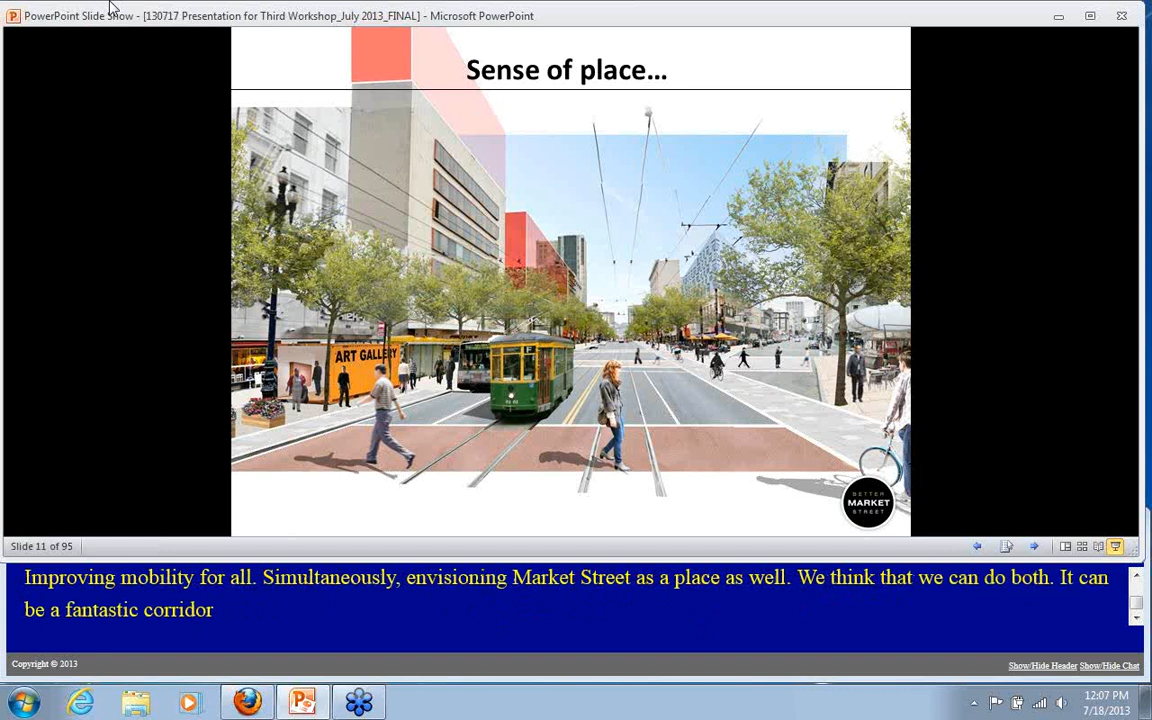 PowerPoint Slide Show - [130717 Presentation for Third Workshop_July 2013_FINAL] - Microsoft PowerPoint
Sense of place...
ART GALLERY
BETTER
MARKET
STREET
Slide 11 of 95
Improving mobility for all. Simultaneously, envisioning Market Street as a place as well. We think that we can do both. It can
be a fantastic corridor
Copyright © 2013
Show/Hide Header Show/Hide Chat
12:07 PM
7/18/2013